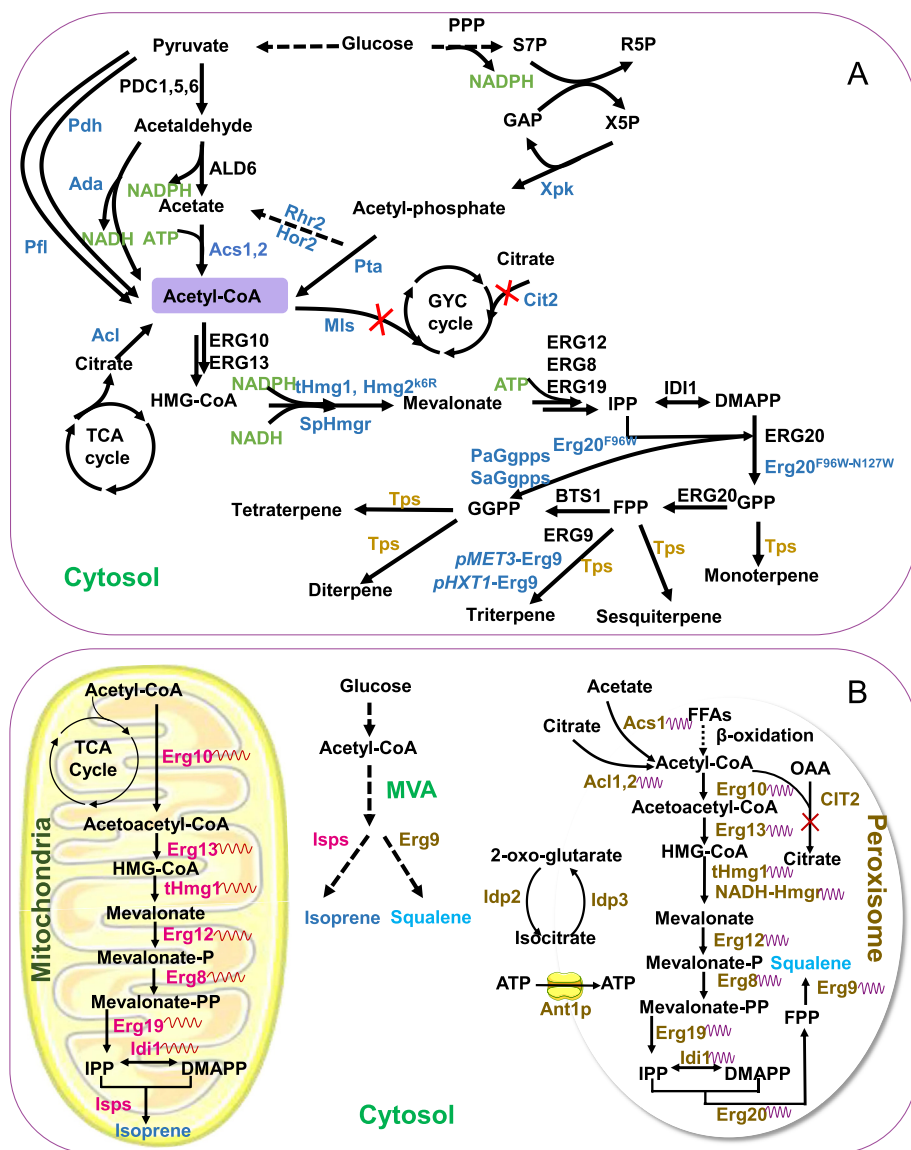 A
PPP
Pyruvate
Glucose
S7P
R5P
NADPH
PDC1,5,6
Pdh
Acetaldehyde
GAP
X5P
ALD6
Ada
NADPH
Xpk
Acetate
Acetyl-phosphate
Rhr2
Hor2
NADH
ATP
Acs1,2
Pfl
Pta
Citrate
Acetyl-CoA
GYC
cycle
Cit2
Mls
Acl
ERG10
ERG13
Citrate
ERG12
ERG8
ERG19
NADPH
tHmg1, Hmg2k6R
ATP
IDI1
HMG-CoA
Mevalonate
IPP
DMAPP
SpHmgr
NADH
TCA
cycle
ERG20
Erg20F96W
PaGgpps
SaGgpps
Erg20F96W-N127W
Tps
BTS1
ERG20
GPP
Tetraterpene
GGPP
FPP
ERG9
Tps
Tps
Tps
Tps
pMET3-Erg9
pHXT1-Erg9
Cytosol
Monoterpene
Diterpene
Triterpene
Sesquiterpene
B
Acetyl-CoA
TCA
Cycle
Erg10
Acetoacetyl-CoA
Erg13
HMG-CoA
tHmg1
Mevalonate
Erg12
Mevalonate-P
Erg8
Mevalonate-PP
Erg19
Idi1
IPP
DMAPP
Isps
Isoprene
Mitochondria
Glucose
Acetyl-CoA
MVA
Isps
Erg9
Isoprene
Squalene
Cytosol
Acetate
Citrate
Acs1
FFAs
β-oxidation
Acetyl-CoA
OAA
Acl1,2
Erg10
CIT2
Acetoacetyl-CoA
Erg13
HMG-CoA
Citrate
tHmg1
NADH-Hmgr
2-oxo-glutarate
Idp2
Idp3
Isocitrate
Mevalonate
Erg12
Mevalonate-P
Squalene
ATP
ATP
Ant1p
Erg8
Erg9
Mevalonate-PP
FPP
Erg19
Idi1
IPP
DMAPP
Erg20
Peroxisome